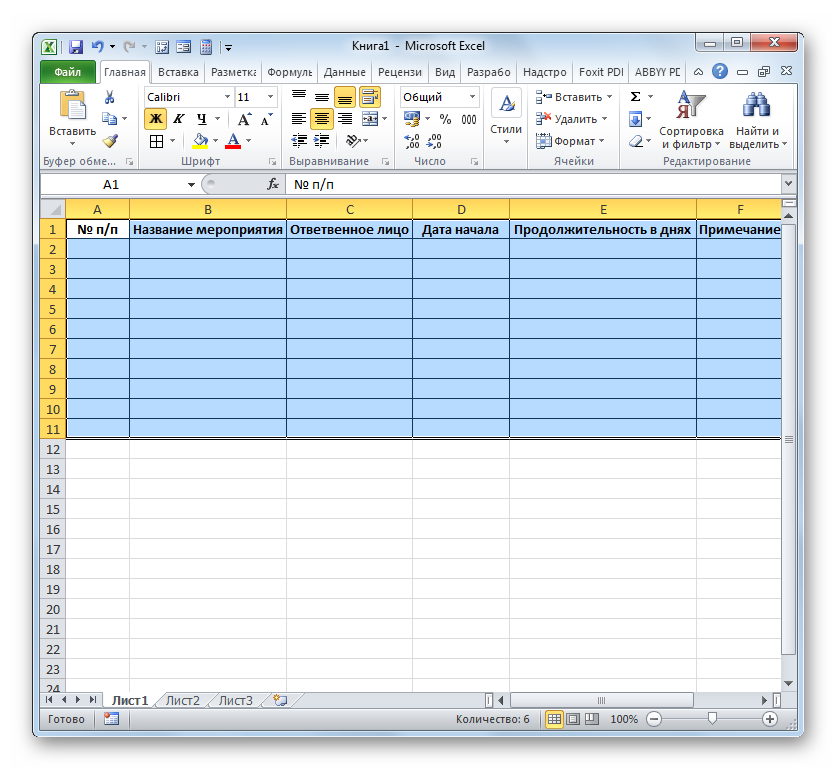 Книга1 - Microsoft Excel
Файл Главная Вставка Разметка Формуль Данные Рецензи Вид Разрабо Надстро Foxit PDI ABBYY PD
Calibri 11 Общий Вставить Σ
Вставить Ж К Ч A A % 000 Стили Удалить Сортировка и фильтр Найти и выделить
Формат
Буфер обме... Шрифт Выравнивание Число Ячейки Редактирование
A1 fx № п/п
A B C D E F
1 № п/п Название мероприятия Ответвенное лицо Дата начала Продолжительность в днях Примечание
2
3
4
5
6
7
8
9
10
11
12
13
14
15
16
17
18
19
20
21
22
23
24
Лист1 Лист2 Лист3
Готово Количество: 6 100%